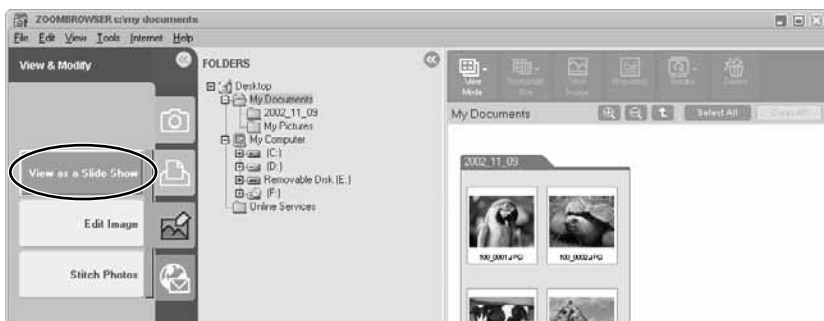 ZOOMBROWSER c:\my documents
File Edit View Tools Internet Help
View & Modify
View as a Slide Show
Edit Image
Stitch Photos
FOLDERS
Desktop
My Documents
2002_11_09
My Pictures
My Computer
(C:)
(D:)
Removable Disk (E:)
(F:)
Online Services
View Mode
View Image
My Documents
Select All
2002_11_09
100_0001.JPG 100_0002.JPG